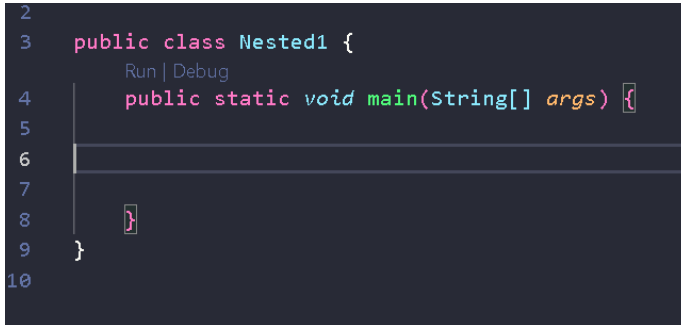 2
3 public class Nested1 {
Run | Debug
4 public static void main(String[] args) {
5
6
7
8 }
9 }
10